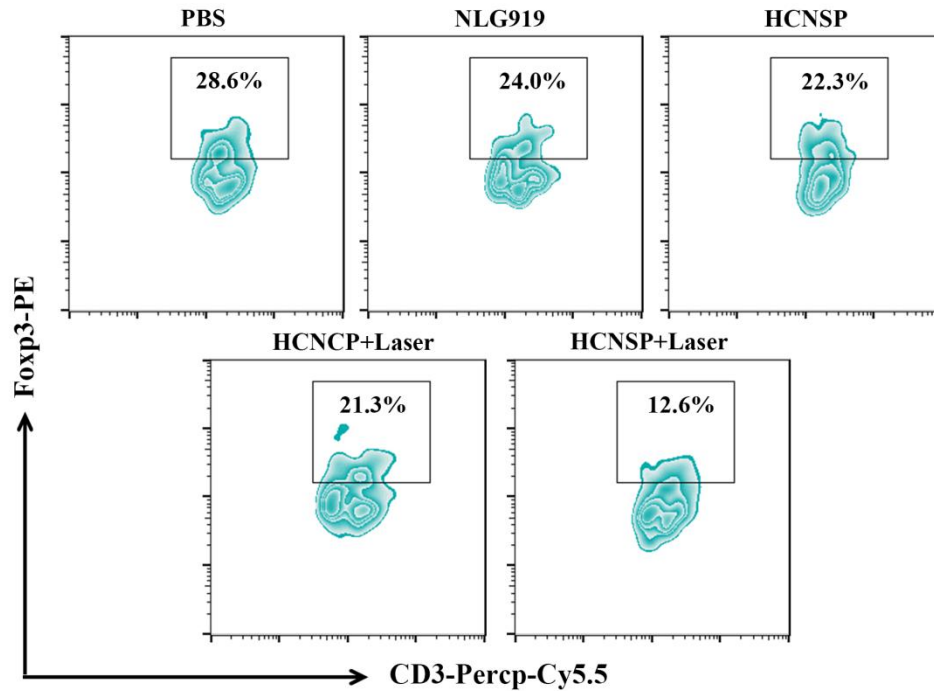 PBS
NLG919
HCNSP
28.6%
24.0%
22.3%
HCNCP+Laser
HCNSP+Laser
21.3%
12.6%
Foxp3-PE
CD3-Percp-Cy5.5